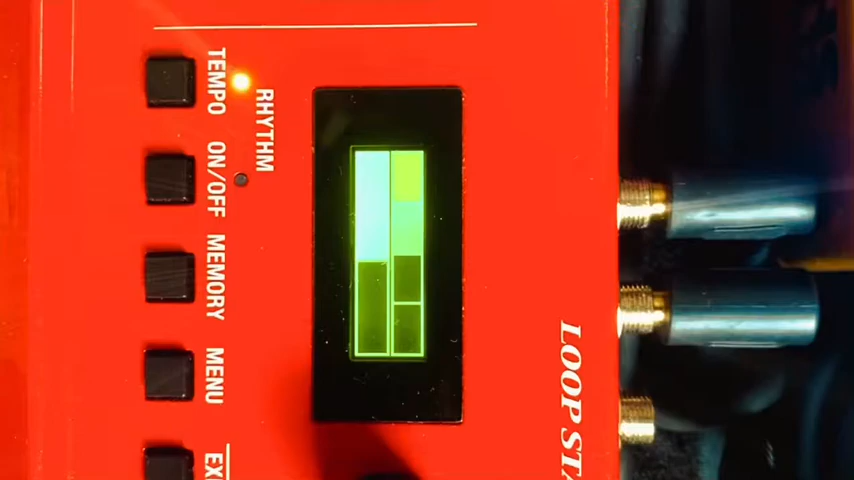 TEMPO
RHYTHM
ON/OFF
MEMORY
MENU
EXI
LOOP STA